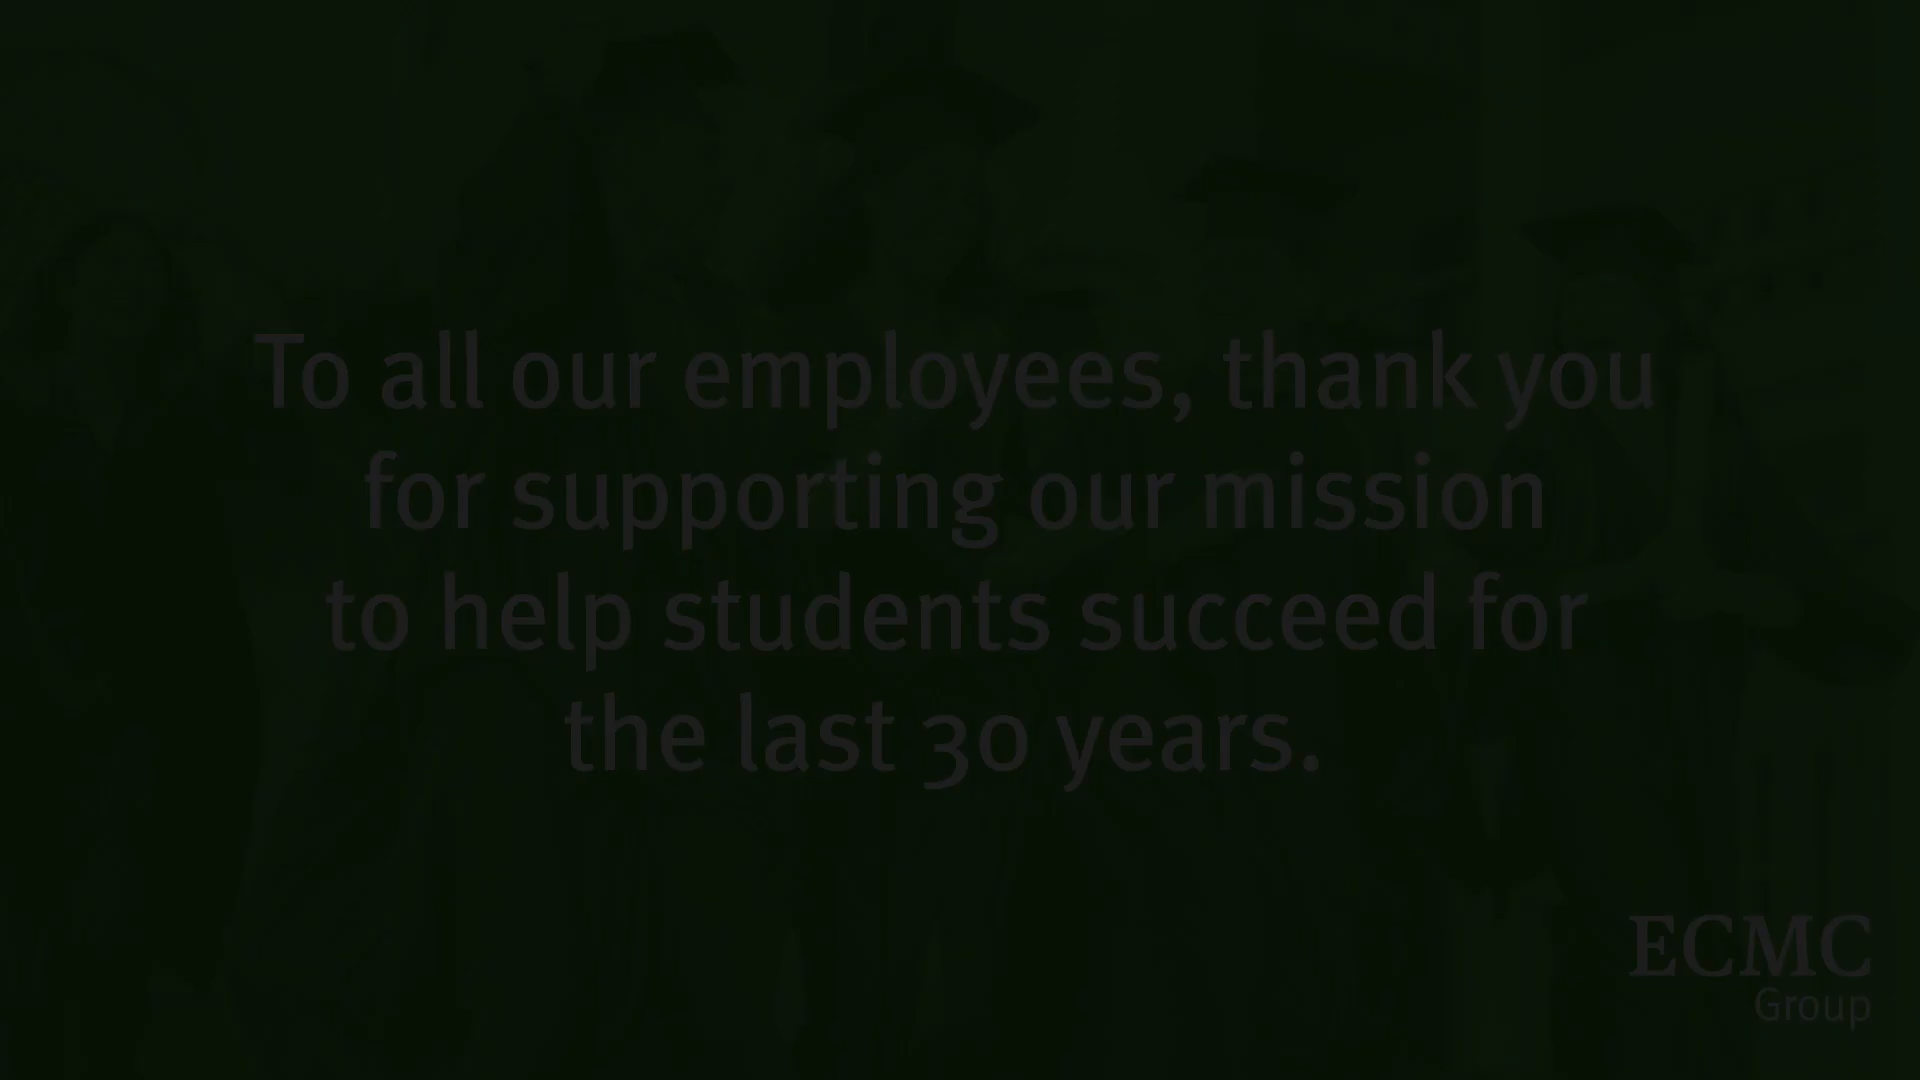 To all our employees, thank you
for supporting our mission
to help students succeed for
the last 30 years.
ECMC
Group